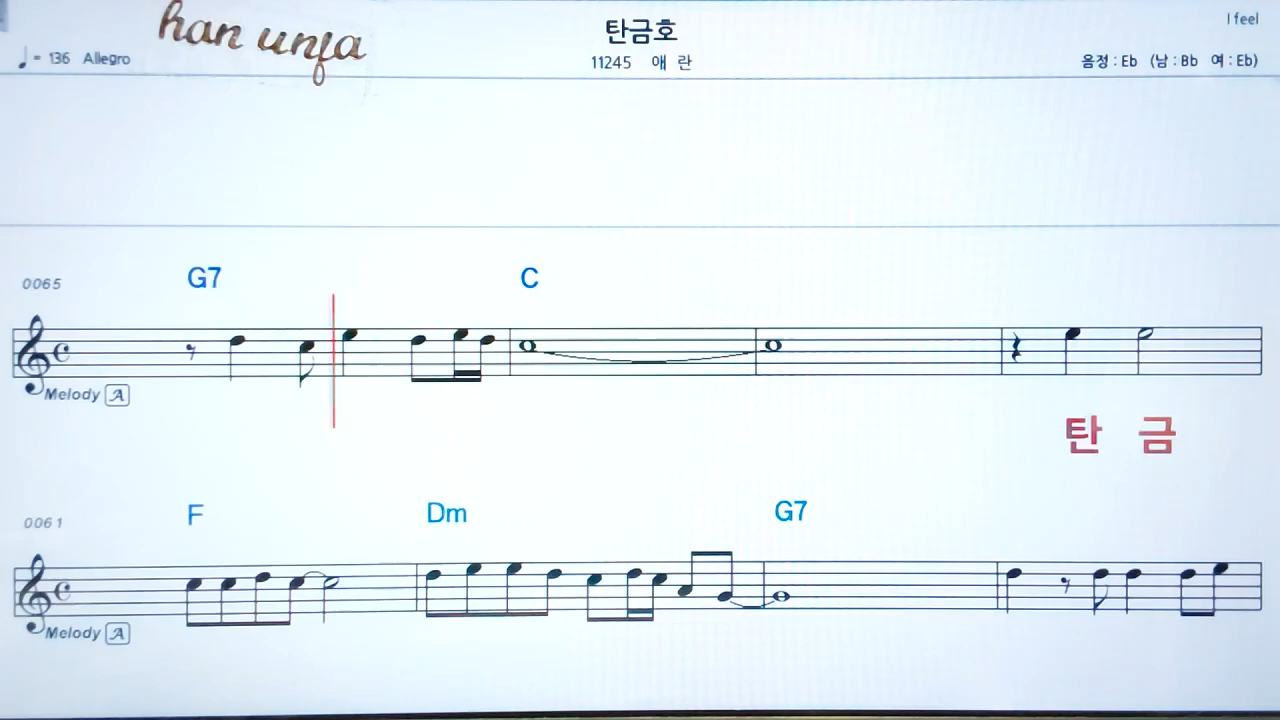 han unja
탄금호
I feel
♩ = 136 Allegro
11245 애 란
음정 : Eb (남 : Bb 여 : Eb)
0065
G7 C
Melody A
탄 금
0061
F Dm G7
Melody A